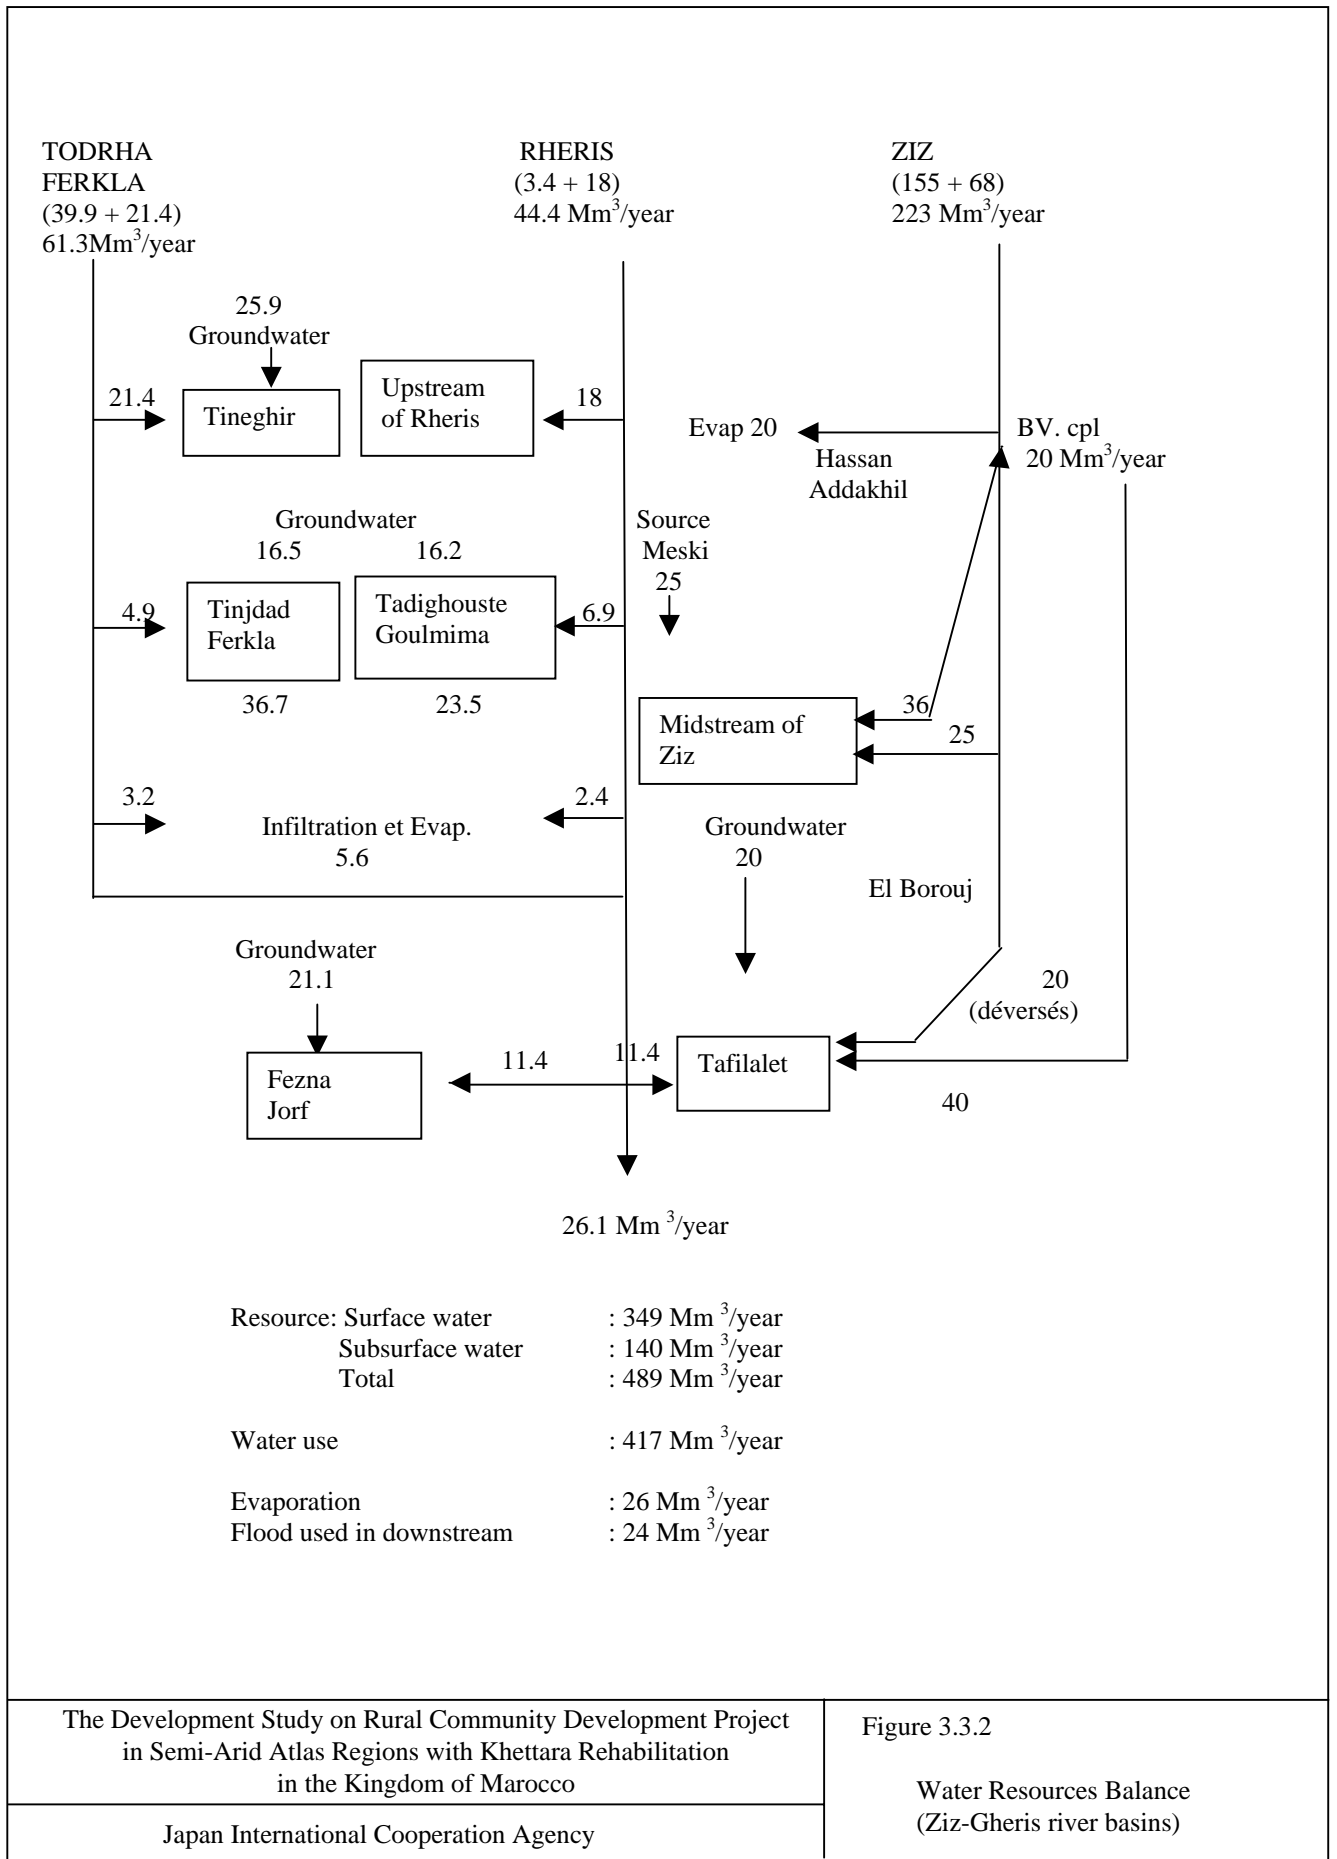 TODRHA
FERKLA
(39.9 + 21.4)
61.3Mm³/year
RHERIS
(3.4 + 18)
44.4 Mm³/year
ZIZ
(155 + 68)
223 Mm³/year
25.9
Groundwater
21.4
Tineghir
Upstream
of Rheris
18
Evap 20
Hassan
Addakhil
BV. cpl
20 Mm³/year
Groundwater
16.5
16.2
Source
Meski
25
4.9
Tinjdad
Ferkla
Tadighouste
Goulmima
6.9
36.7
23.5
Midstream of
Ziz
36
25
3.2
Infiltration et Evap.
5.6
2.4
Groundwater
20
El Borouj
Groundwater
21.1
20
(déversés)
Fezna
Jorf
11.4
11.4
Tafilalet
40
26.1 Mm ³/year
Resource: Surface water : 349 Mm ³/year
Subsurface water : 140 Mm ³/year
Total : 489 Mm ³/year
Water use : 417 Mm ³/year
Evaporation : 26 Mm ³/year
Flood used in downstream : 24 Mm ³/year
The Development Study on Rural Community Development Project
in Semi-Arid Atlas Regions with Khettara Rehabilitation
in the Kingdom of Marocco
Japan International Cooperation Agency
Figure 3.3.2
Water Resources Balance
(Ziz-Gheris river basins)